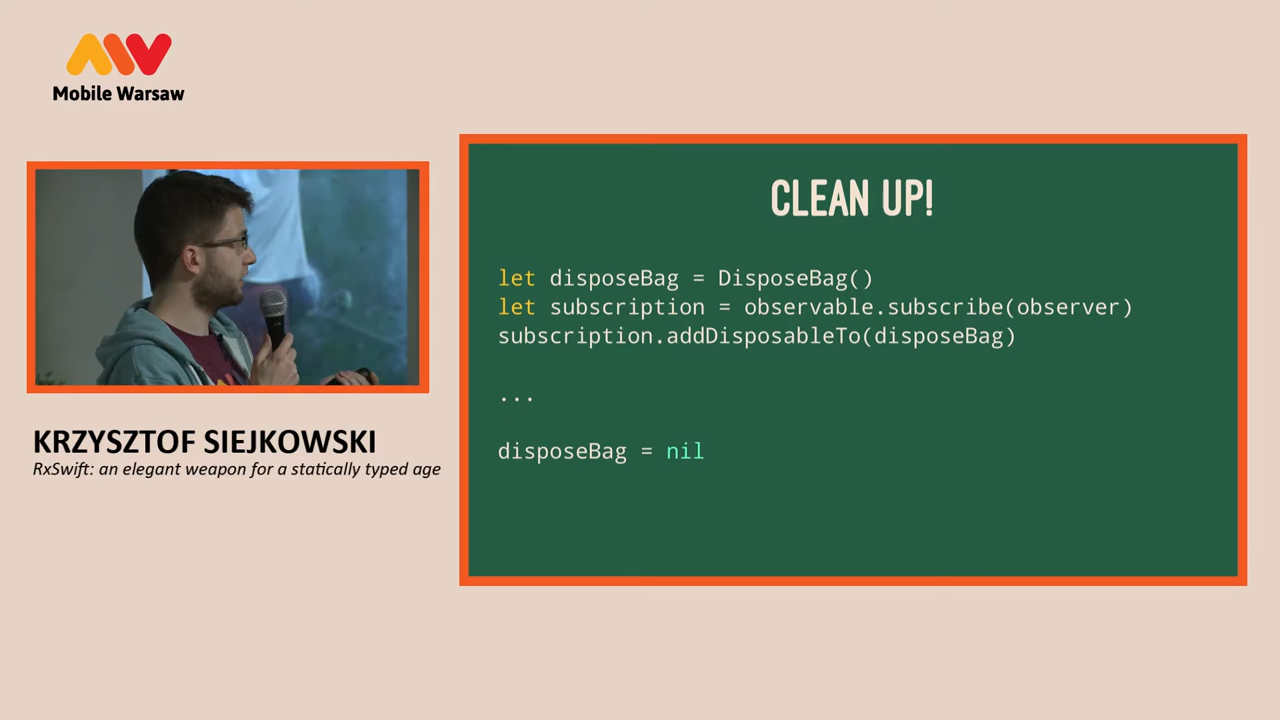 Mobile Warsaw
CLEAN UP!
let disposeBag = DisposeBag()
let subscription = observable.subscribe(observer)
subscription.addDisposableTo(disposeBag)
...
disposeBag = nil
KRZYSZTOF SIEJKOWSKI
RxSwift: an elegant weapon for a statically typed age